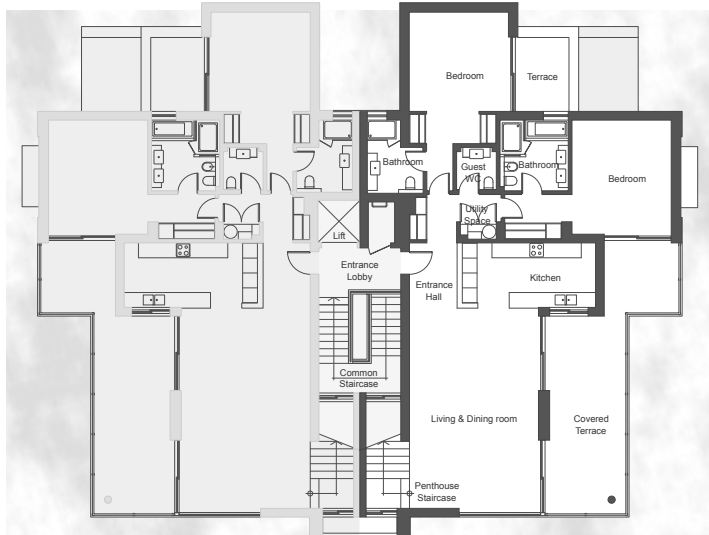 Bedroom
Terrace
Bathroom
Guest
WC
Bathroom
Bedroom
Utility
Space
Lift
Entrance
Lobby
Entrance
Hall
Kitchen
Common
Staircase
Living & Dining room
Covered
Terrace
Penthouse
Staircase